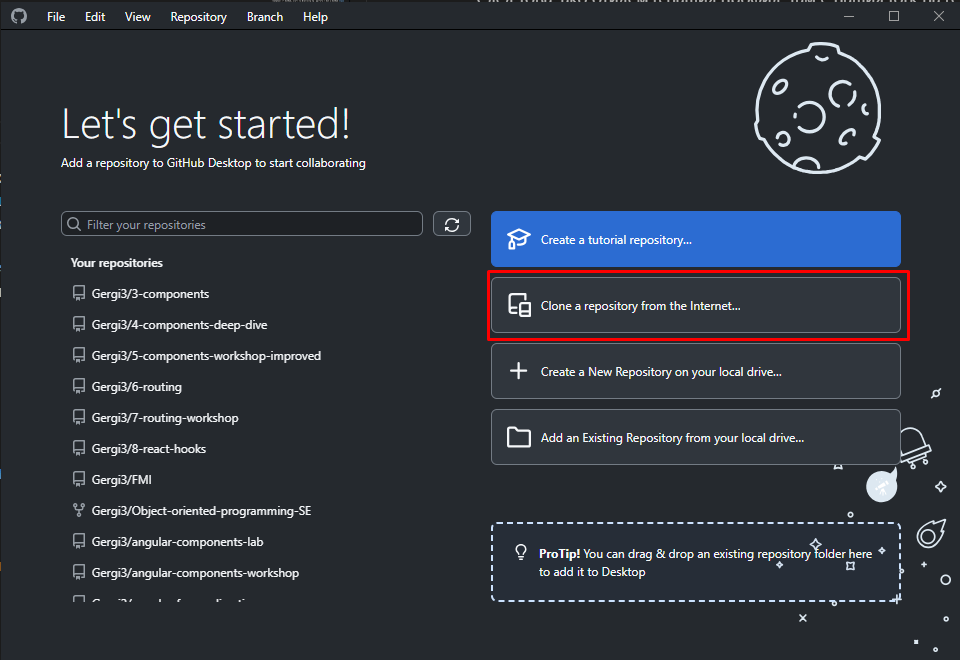 File Edit View Repository Branch Help
Let's get started!
Add a repository to GitHub Desktop to start collaborating
Filter your repositories
Your repositories
Gergi3/3-components
Gergi3/4-components-deep-dive
Gergi3/5-components-workshop-improved
Gergi3/6-routing
Gergi3/7-routing-workshop
Gergi3/8-react-hooks
Gergi3/FMI
Gergi3/Object-oriented-programming-SE
Gergi3/angular-components-lab
Gergi3/angular-components-workshop
Create a tutorial repository...
Clone a repository from the Internet...
Create a New Repository on your local drive...
Add an Existing Repository from your local drive...
ProTip! You can drag & drop an existing repository folder here
to add it to Desktop